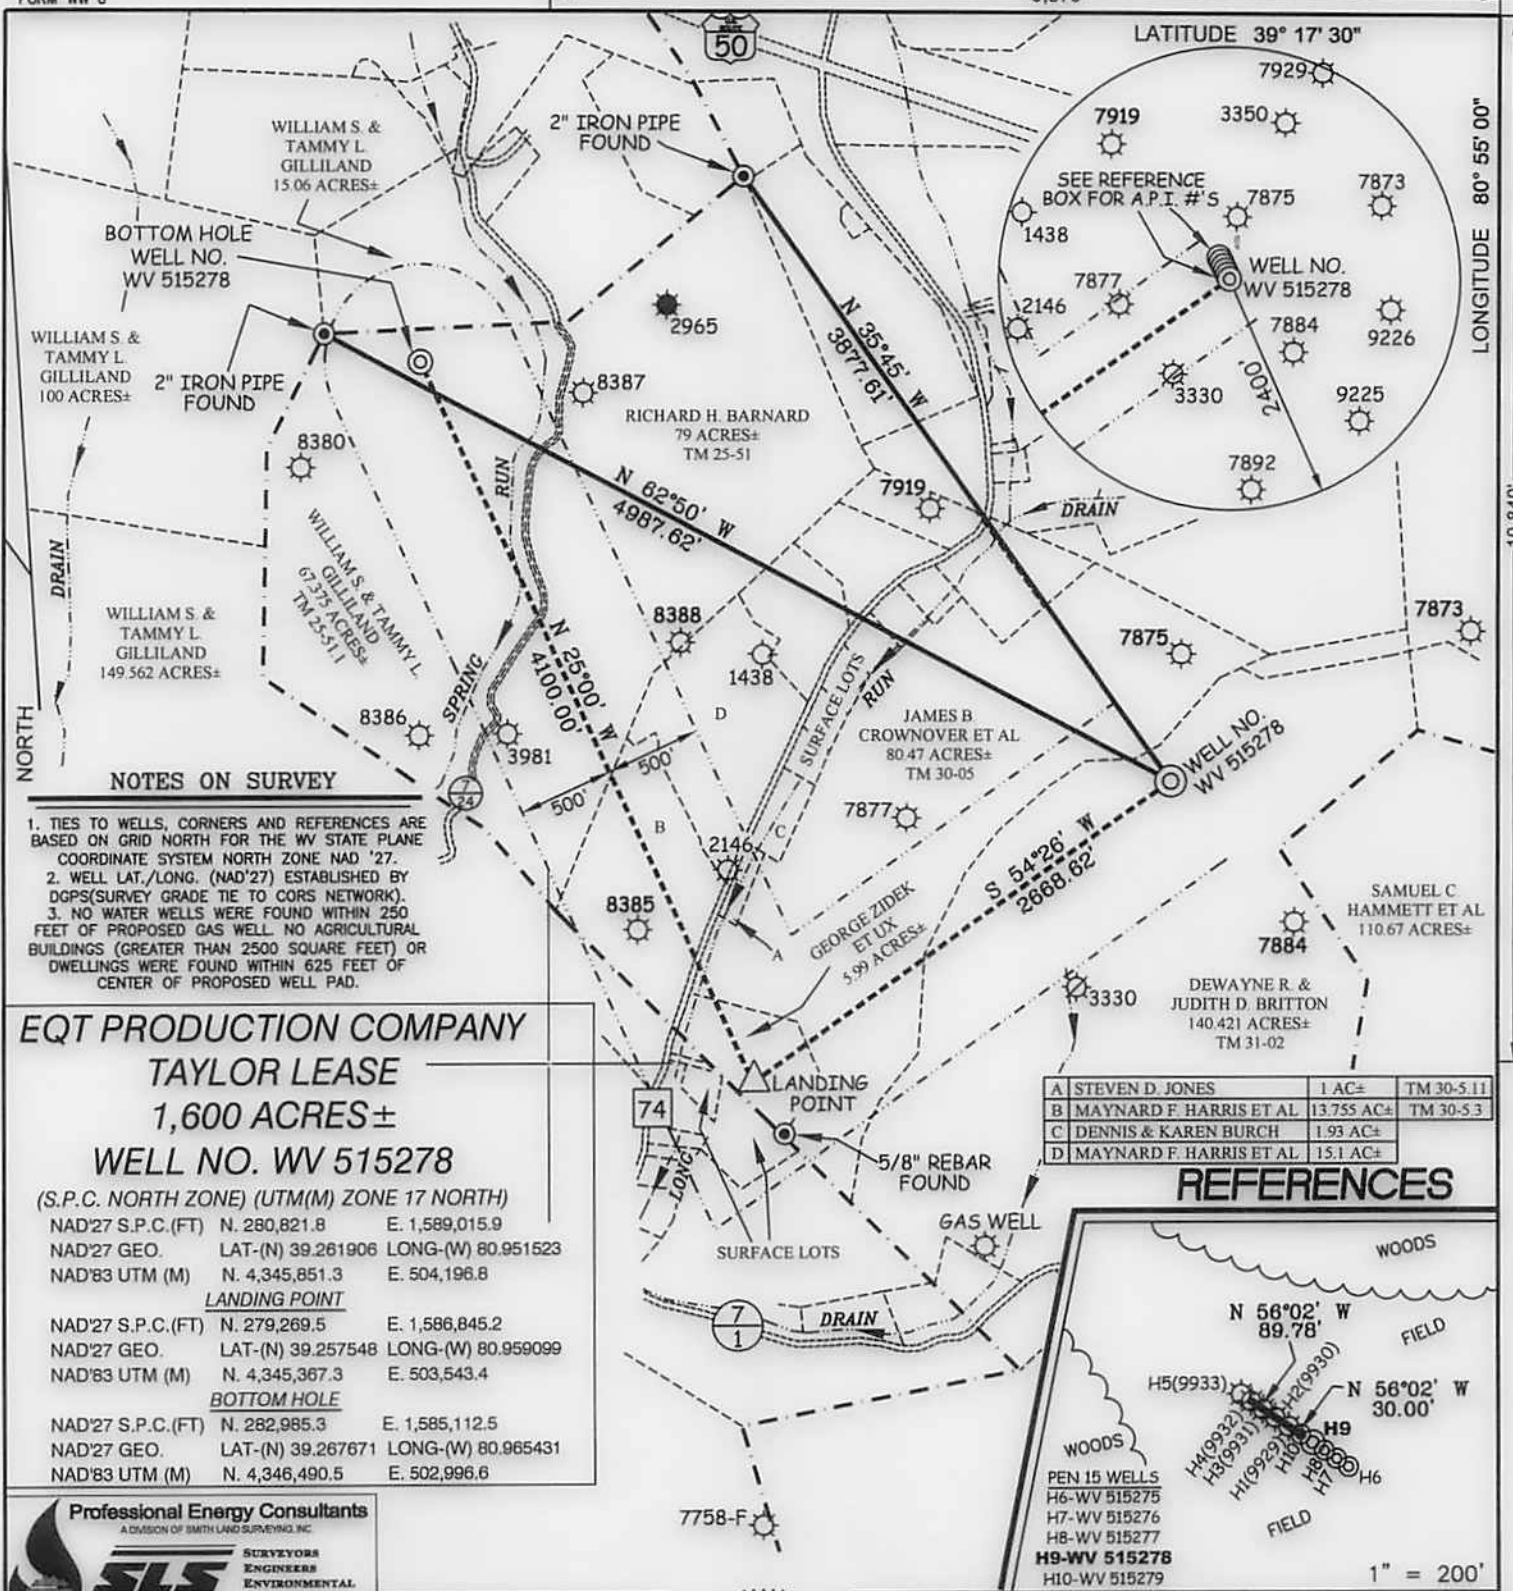 FORM WW-6
LATITUDE 39° 17' 30"
LONGITUDE 80° 55' 00"
50
7929
7919
3350
SEE REFERENCE
BOX FOR A.P.I. #'S
7875
7873
1438
7877
2146
WELL NO.
WV 515278
7884
9226
3330
2400'
9225
7892
2" IRON PIPE
FOUND
WILLIAM S. &
TAMMY L.
GILLILAND
15.06 ACRES±
BOTTOM HOLE
WELL NO.
WV 515278
WILLIAM S. &
TAMMY L.
GILLILAND
100 ACRES±
2" IRON PIPE
FOUND
2965
8387
8380
RICHARD H. BARNARD
79 ACRES±
TM 25-51
N 35°45' W
3877.61'
N 62°50' W
4987.62'
RUN
7919
DRAIN
DRAIN
WILLIAM S. & TAMMY L.
GILLILAND
67.375 ACRES±
TM 25-51.1
WILLIAM S. &
TAMMY L.
GILLILAND
149.562 ACRES±
8388
1438
7875
7873
N 25°00' W
4100.00'
SPRING
8386
3981
NORTH
D
SURFACE LOTS
RUN
JAMES B.
CROWNOVER ET AL
80.47 ACRES±
TM 30-05
WELL NO.
WV 515278
500'
500'
7
24
B
C
2146
7877
8385
A
S 54°26' W
2668.62'
GEORGE ZIDEK
ET UX
5.99 ACRES±
SAMUEL C.
HAMMETT ET AL
110.67 ACRES±
7884
3330
DEWAYNE R. &
JUDITH D. BRITTON
140.421 ACRES±
TM 31-02
NOTES ON SURVEY
1. TIES TO WELLS, CORNERS AND REFERENCES ARE
BASED ON GRID NORTH FOR THE WV STATE PLANE
COORDINATE SYSTEM NORTH ZONE NAD '27.
2. WELL LAT./LONG. (NAD'27) ESTABLISHED BY
DGPS(SURVEY GRADE TIE TO CORS NETWORK).
3. NO WATER WELLS WERE FOUND WITHIN 250
FEET OF PROPOSED GAS WELL. NO AGRICULTURAL
BUILDINGS (GREATER THAN 2500 SQUARE FEET) OR
DWELLINGS WERE FOUND WITHIN 625 FEET OF
CENTER OF PROPOSED WELL PAD.
EQT PRODUCTION COMPANY
TAYLOR LEASE
1,600 ACRES±
WELL NO. WV 515278
(S.P.C. NORTH ZONE) (UTM(M) ZONE 17 NORTH)
NAD'27 S.P.C.(FT) N. 280,821.8 E. 1,589,015.9
NAD'27 GEO. LAT-(N) 39.261906 LONG-(W) 80.951523
NAD'83 UTM (M) N. 4,345,851.3 E. 504,196.8
LANDING POINT
NAD'27 S.P.C.(FT) N. 279,269.5 E. 1,586,845.2
NAD'27 GEO. LAT-(N) 39.257548 LONG-(W) 80.959099
NAD'83 UTM (M) N. 4,345,367.3 E. 503,543.4
BOTTOM HOLE
NAD'27 S.P.C.(FT) N. 282,985.3 E. 1,585,112.5
NAD'27 GEO. LAT-(N) 39.267671 LONG-(W) 80.965431
NAD'83 UTM (M) N. 4,346,490.5 E. 502,996.6
LANDING
POINT
74
LONG
5/8" REBAR
FOUND
SURFACE LOTS
GAS WELL
7
1
DRAIN
7758-F
A STEVEN D. JONES 1 AC± TM 30-5.11
B MAYNARD F. HARRIS ET AL 13.755 AC± TM 30-5.3
C DENNIS & KAREN BURCH 1.93 AC±
D MAYNARD F. HARRIS ET AL 15.1 AC±
REFERENCES
WOODS
N 56°02' W
89.78'
FIELD
H5(9933)
H2(9930)
N 56°02' W
30.00'
H4(9932)
H3(9931)
H1(9929)
H10
H9
H8
H7
H6
WOODS
FIELD
PEN 15 WELLS
H6-WV 515275
H7-WV 515276
H8-WV 515277
H9-WV 515278
H10-WV 515279
1" = 200'
Professional Energy Consultants
A DIVISION OF SMITH LAND SURVEYING, INC.
SLS
SURVEYORS
ENGINEERS
ENVIRONMENTAL